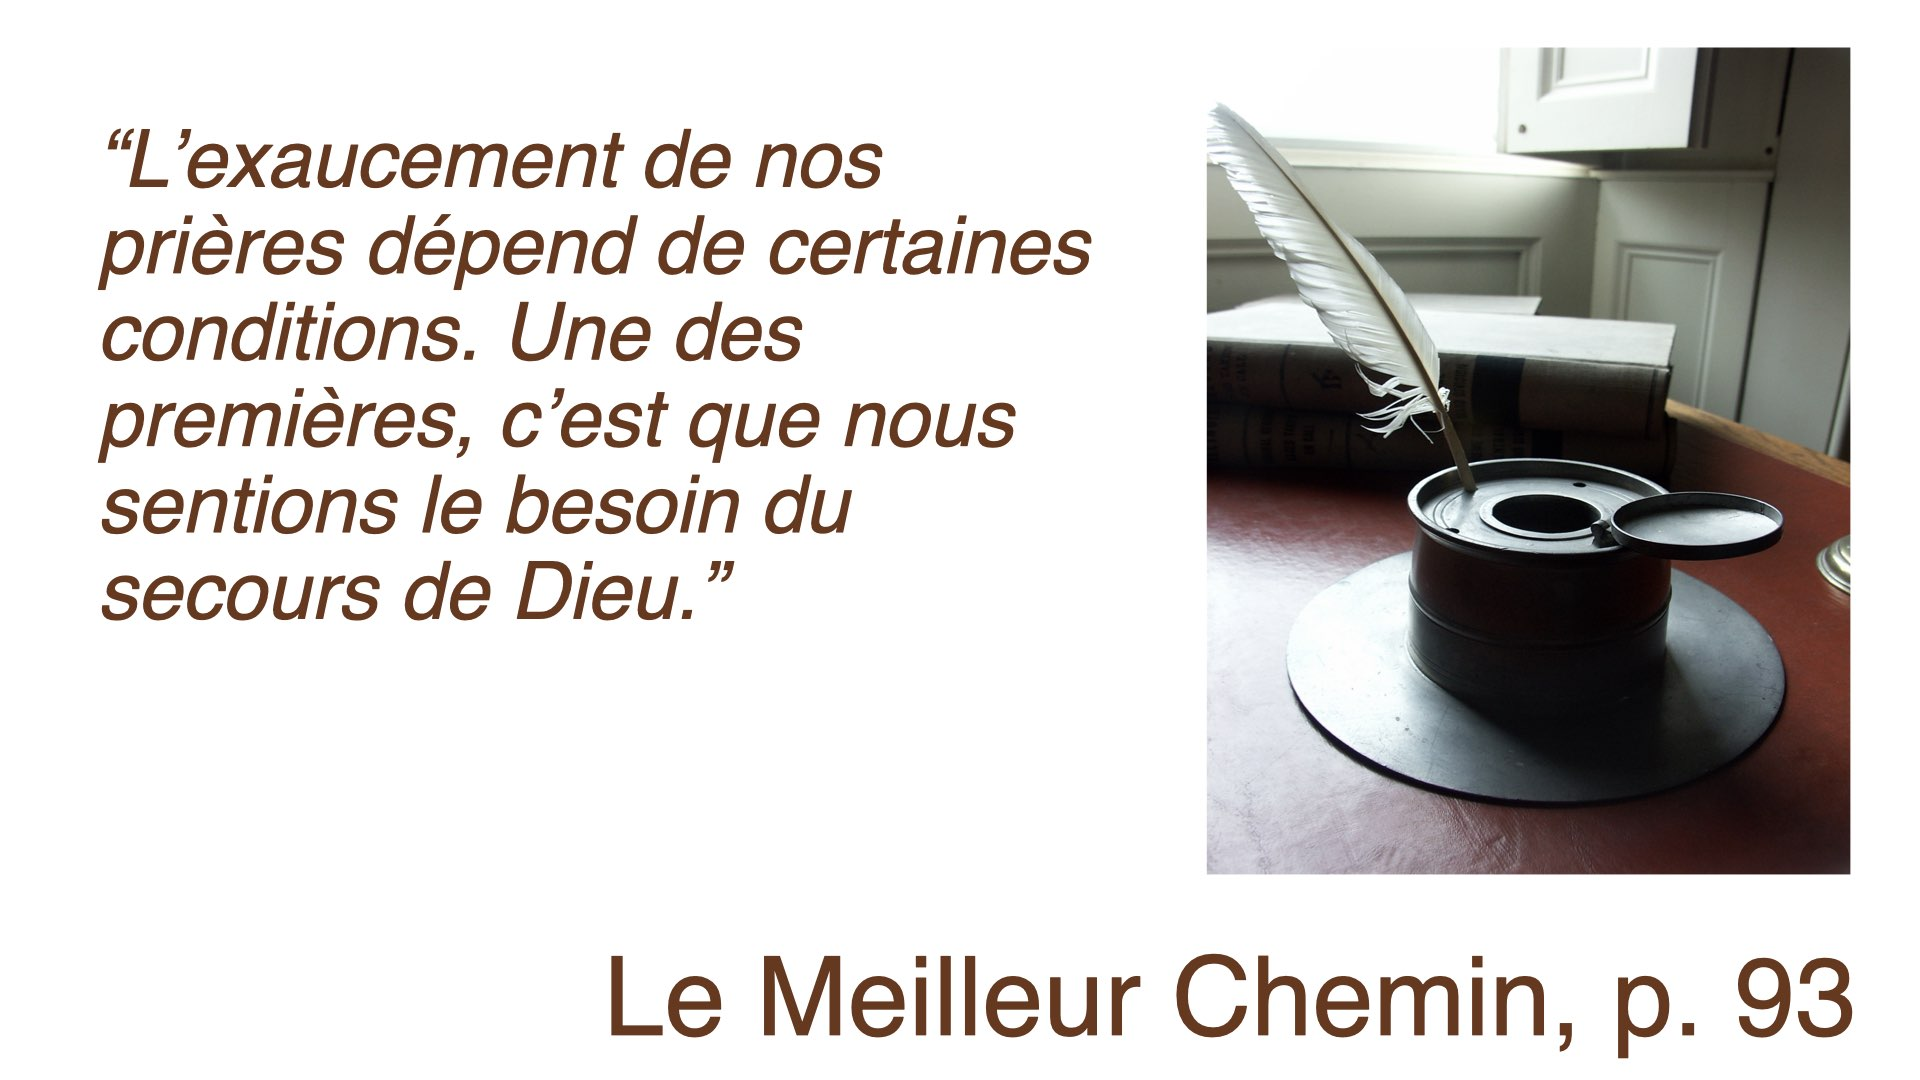 “L’exaucement de nos
prières dépend de certaines
conditions. Une des
premières, c’est que nous
sentions le besoin du
secours de Dieu.”
Le Meilleur Chemin, p. 93